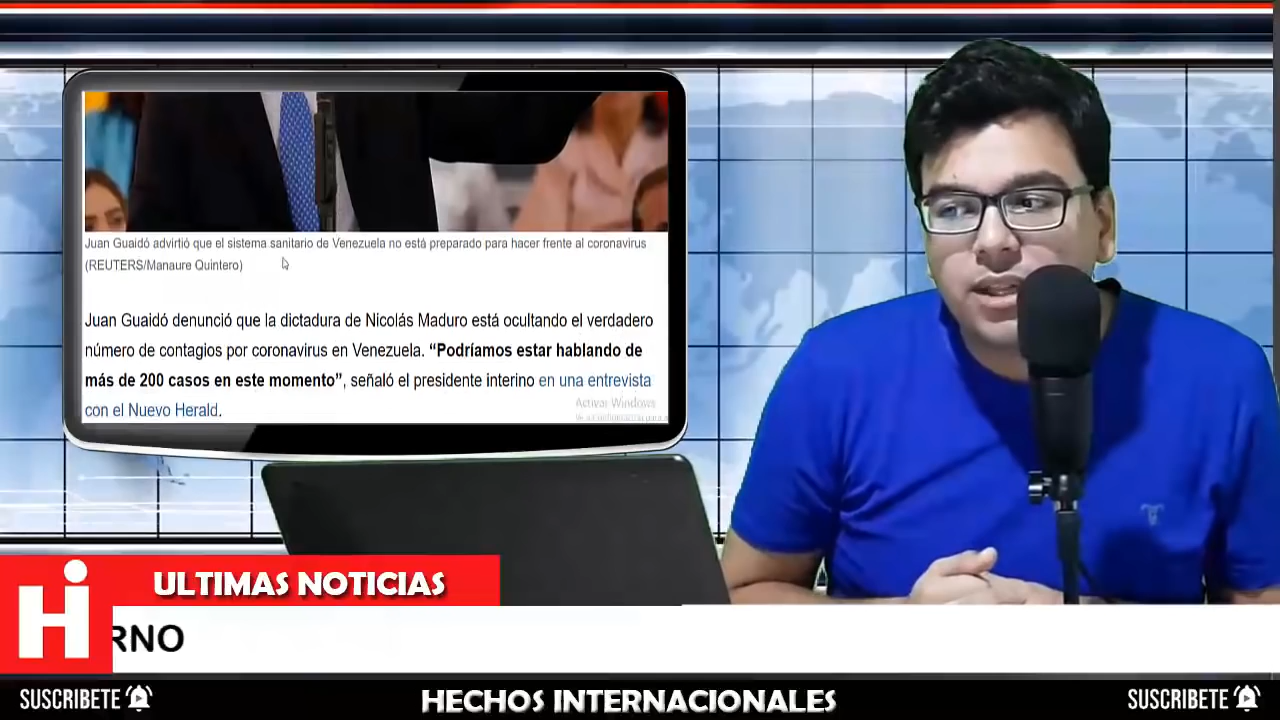 Juan Guaidó advirtió que el sistema sanitario de Venezuela no está preparado para hacer frente al coronavirus
(REUTERS/Manaure Quintero)
Juan Guaidó denunció que la dictadura de Nicolás Maduro está ocultando el verdadero
número de contagios por coronavirus en Venezuela. “Podríamos estar hablando de
más de 200 casos en este momento”, señaló el presidente interino en una entrevista
con el Nuevo Herald.
Activar Windows
Hi
ULTIMAS NOTICIAS
RNO
SUSCRIBETE
HECHOS INTERNACIONALES
SUSCRIBETE